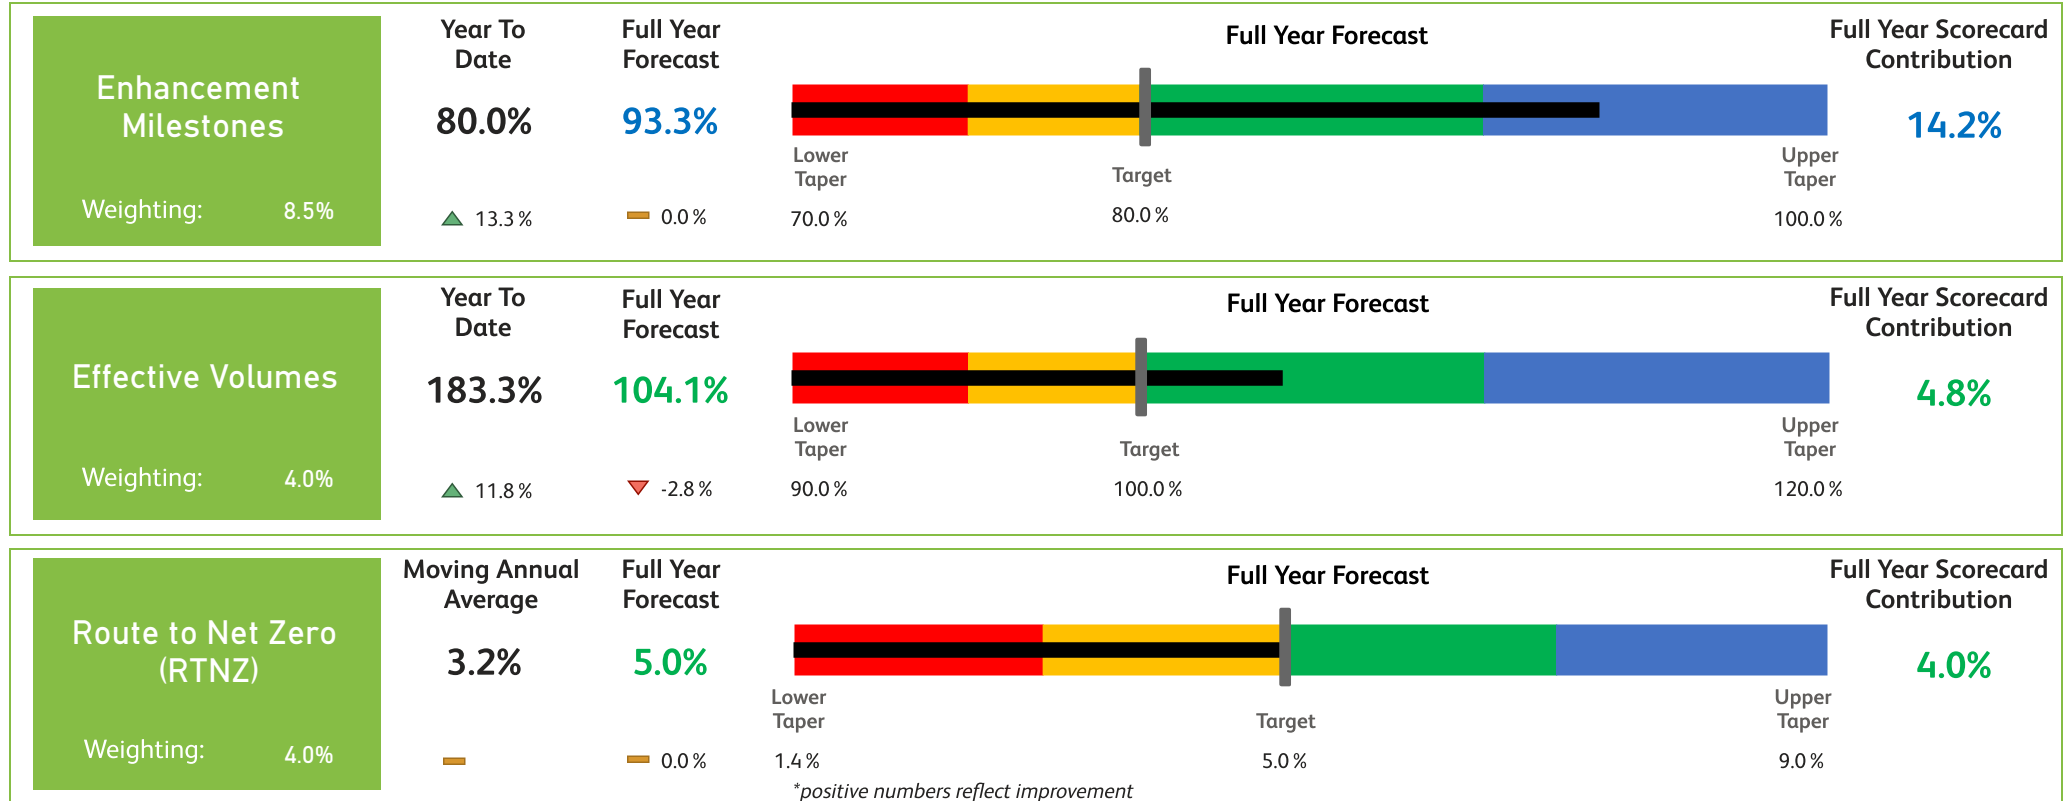 Enhancement
Milestones
Weighting: 8.5%
Year To
Date
80.0%
13.3 %
Full Year
Forecast
93.3%
0.0 %
Full Year Forecast
Lower
Taper
70.0 %
Target
80.0 %
Upper
Taper
100.0 %
Full Year Scorecard
Contribution
14.2%
Effective Volumes
Weighting: 4.0%
Year To
Date
183.3%
11.8 %
Full Year
Forecast
104.1%
-2.8 %
Full Year Forecast
Lower
Taper
90.0 %
Target
100.0 %
Upper
Taper
120.0 %
Full Year Scorecard
Contribution
4.8%
Route to Net Zero
(RTNZ)
Weighting: 4.0%
Moving Annual
Average
3.2%
Full Year
Forecast
5.0%
0.0 %
Full Year Forecast
Lower
Taper
1.4 %
Target
5.0 %
Upper
Taper
9.0 %
Full Year Scorecard
Contribution
4.0%
*positive numbers reflect improvement